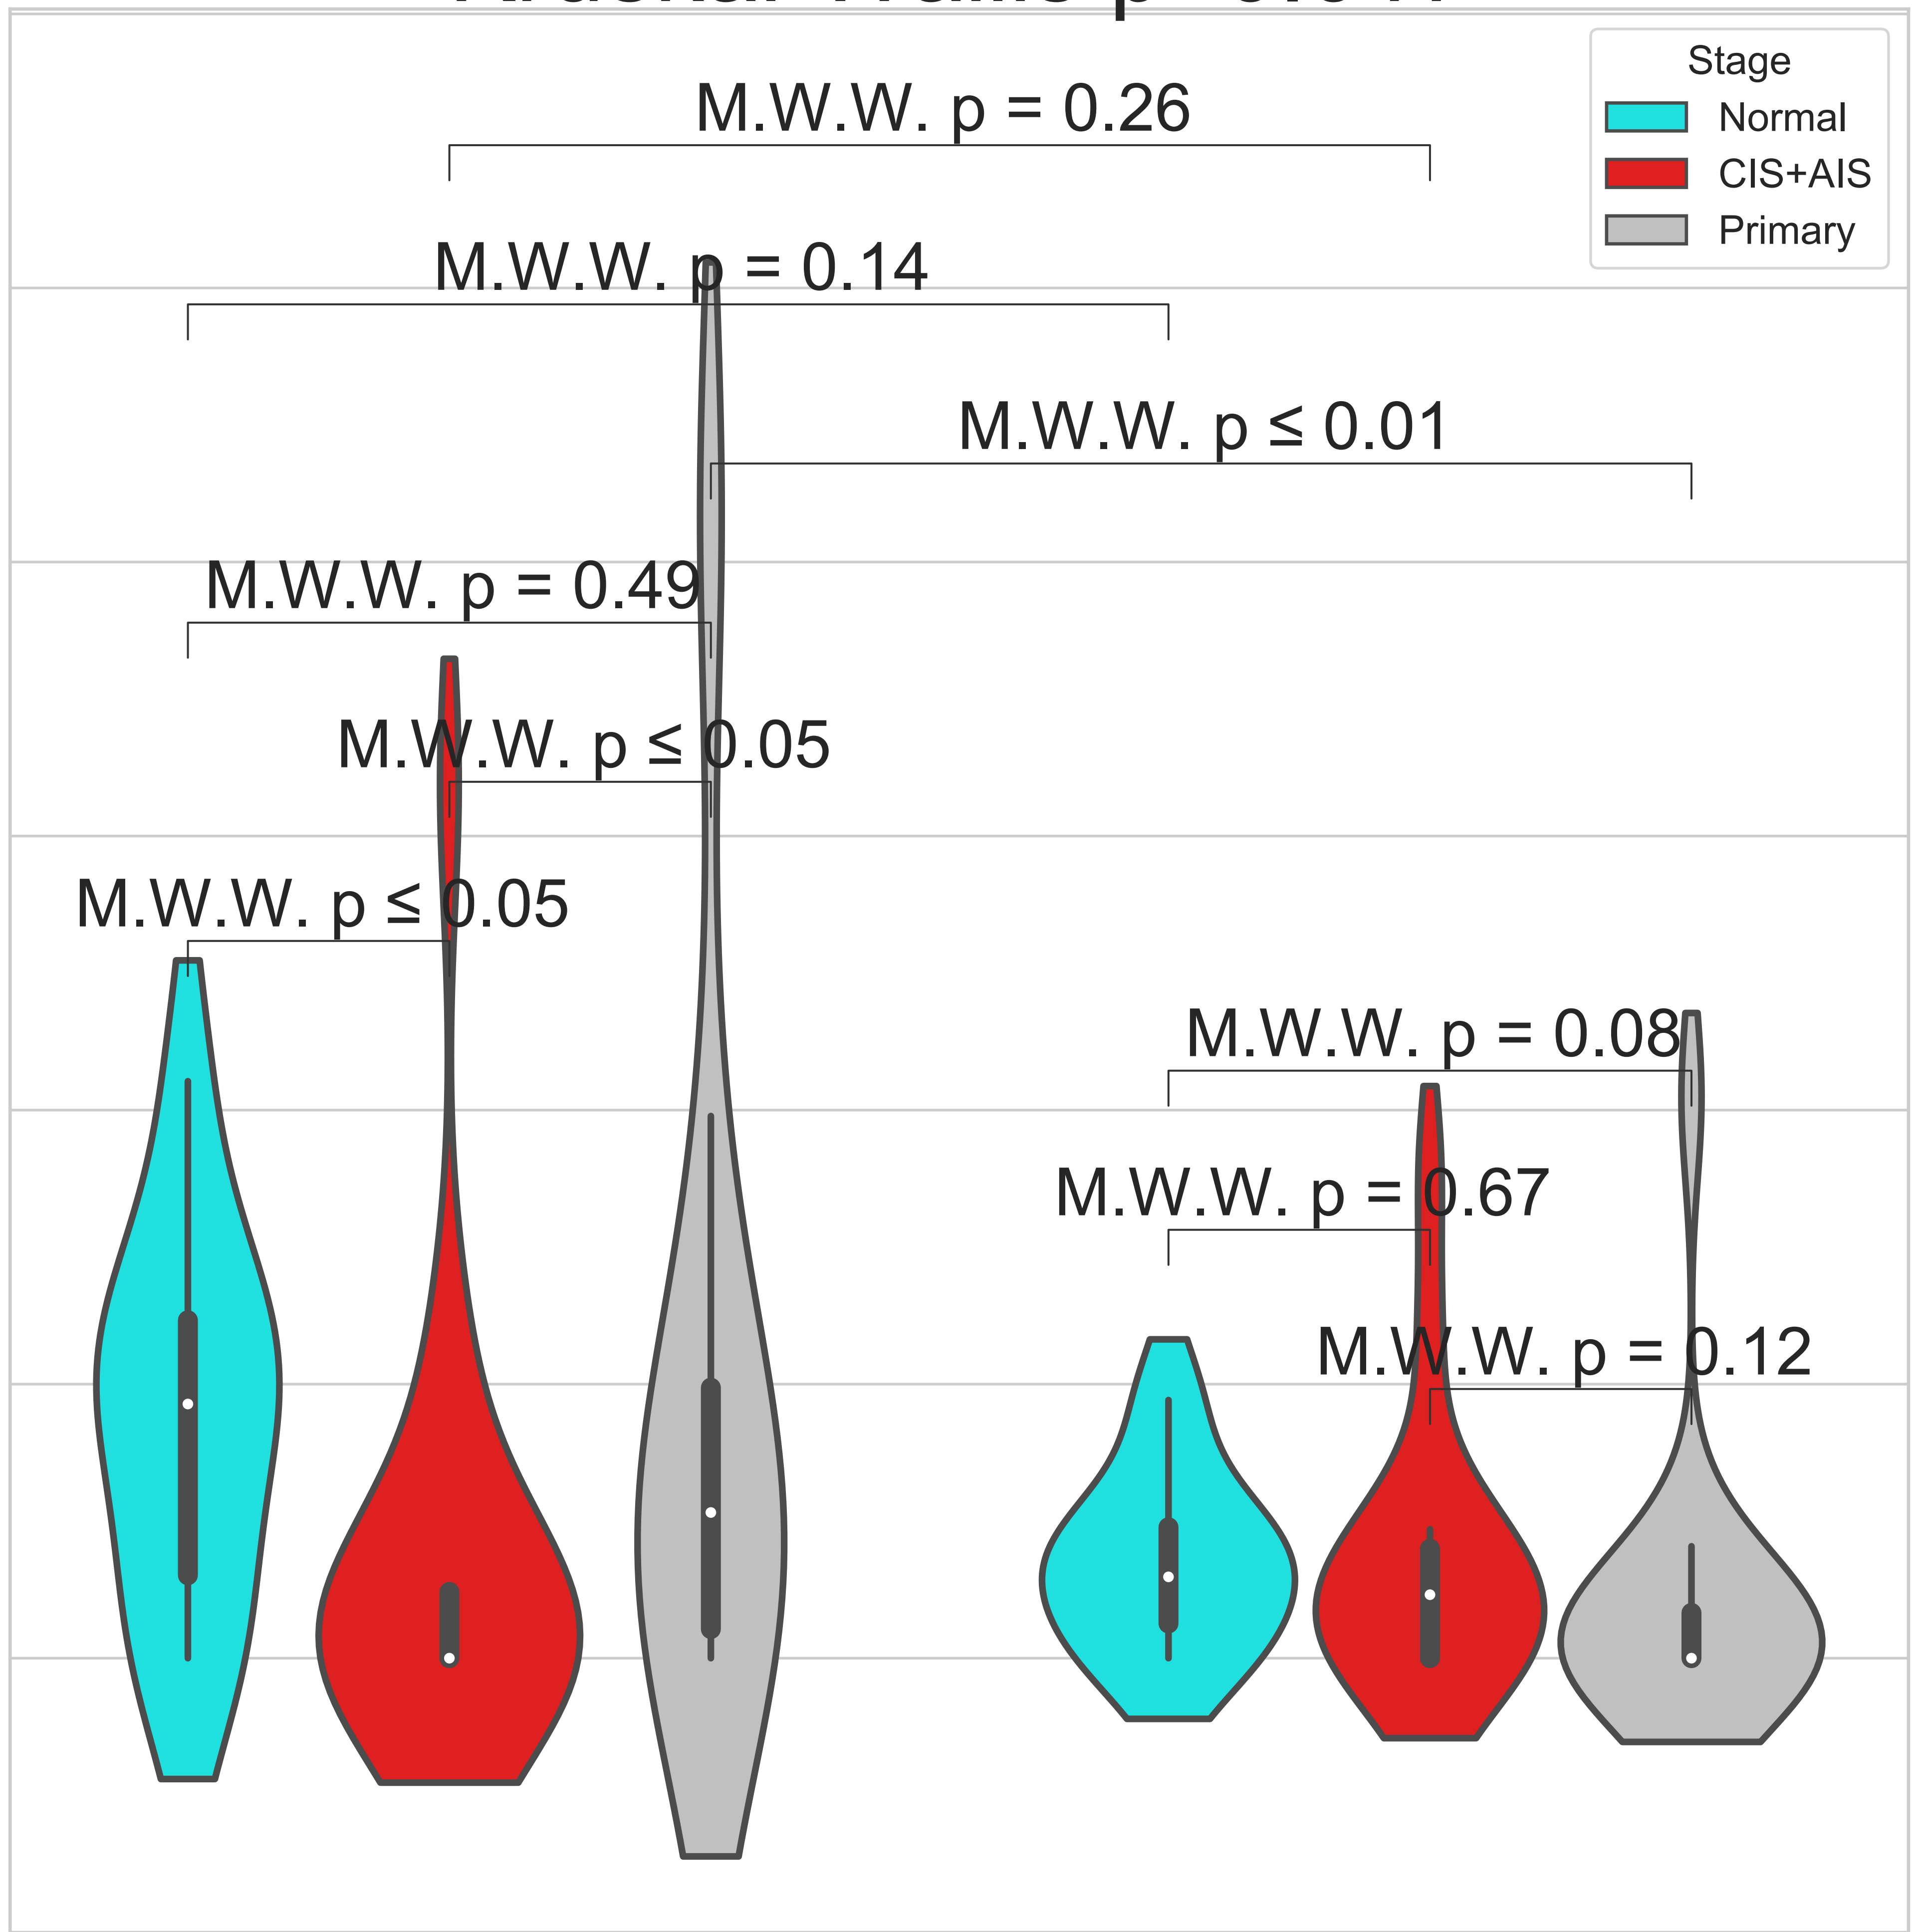 M.W.W. p = 0.26
Stage
Normal
CIS+AIS
Primary
M.W.W. p = 0.14
M.W.W. p ≤ 0.01
M.W.W. p = 0.49
M.W.W. p ≤ 0.05
M.W.W. p ≤ 0.05
M.W.W. p = 0.08
M.W.W. p = 0.67
M.W.W. p = 0.12